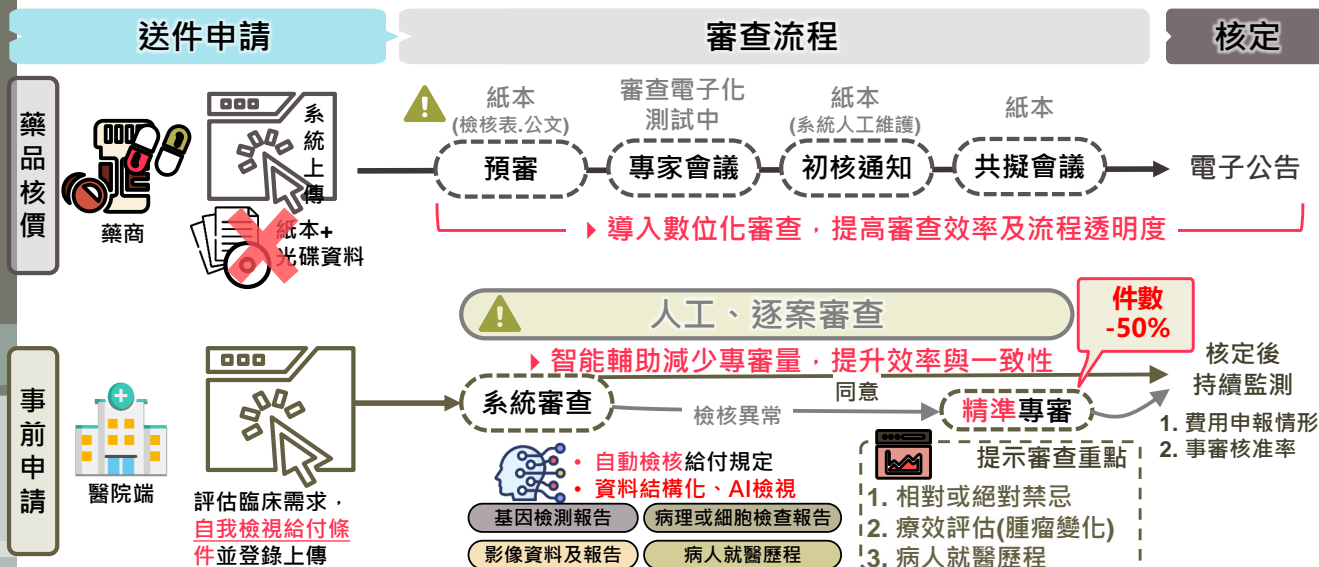 送件申請
審查流程
核定
藥品核價
藥商
系統上傳
紙本+
光碟資料
紙本
(檢核表.公文)
預審
審查電子化
測試中
專家會議
紙本
(系統人工維護)
初核通知
紙本
共擬會議
電子公告
導入數位化審查，提高審查效率及流程透明度
事前申請
醫院端
評估臨床需求，
自我檢視給付條
件並登錄上傳
人工、逐案審查
智能輔助減少專審量，提升效率與一致性
件數
-50%
系統審查
同意
檢核異常
精準專審
核定後
持續監測
1. 費用申報情形
2. 事審核准率
• 自動檢核給付規定
• 資料結構化、AI檢視
基因檢測報告
病理或細胞檢查報告
影像資料及報告
病人就醫歷程
提示審查重點
1. 相對或絕對禁忌
2. 療效評估(腫瘤變化)
3. 病人就醫歷程